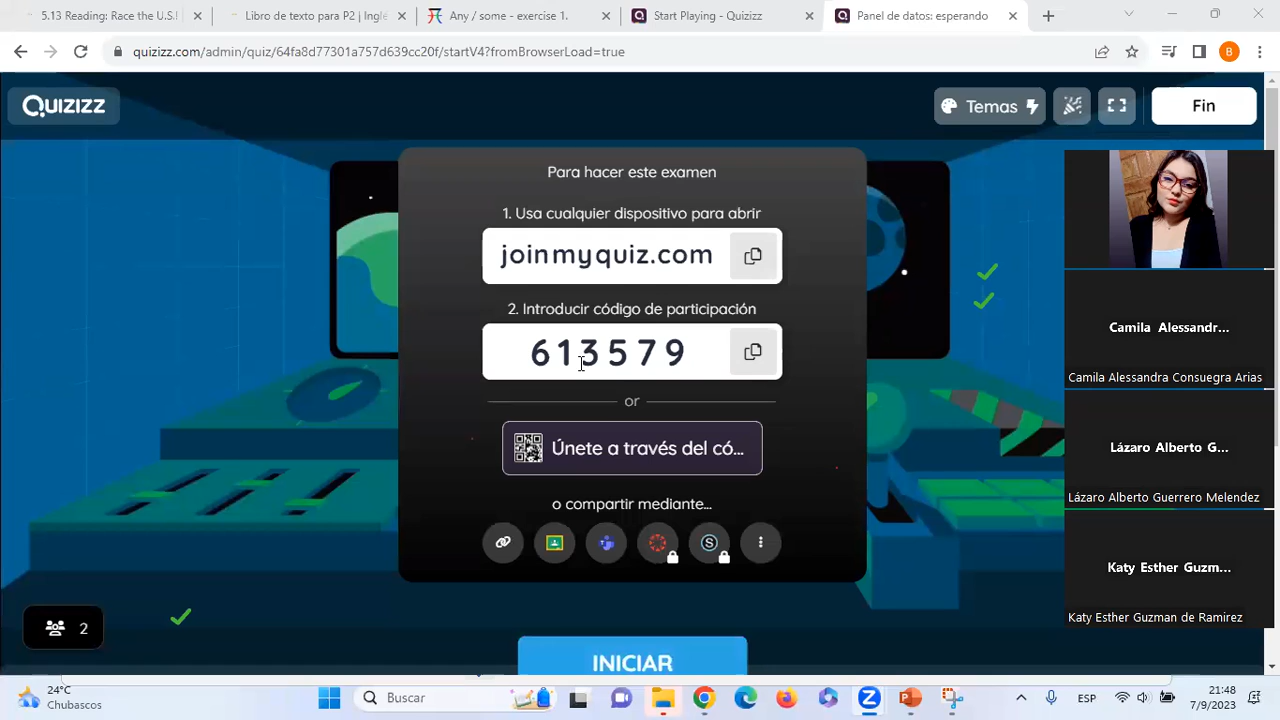 5.13 Reading: Rae the U.S.
Libro de texto para P2 | Inglé
Any / some - exercise 1.
Start Playing - Quizizz
Panel de datos: esperando
quizizz.com/admin/quiz/64fa8d77301a757d639cc20f/startV4?fromBrowserLoad=true
B
QUIZIZZ
Temas
Fin
Para hacer este examen
1. Usa cualquier dispositivo para abrir
joinmyquiz.com
2. Introducir código de participación
613579
or
Únete a través del có...
o compartir mediante...
S
2
INICIAR
Camila Alessandr...
Camila Alessandra Consuegra Arias
Lázaro Alberto G...
Lázaro Alberto Guerrero Melendez
Katy Esther Guzm...
Katy Esther Guzman de Ramirez
24°C
Chubascos
Buscar
ESP
21:48
7/9/2023